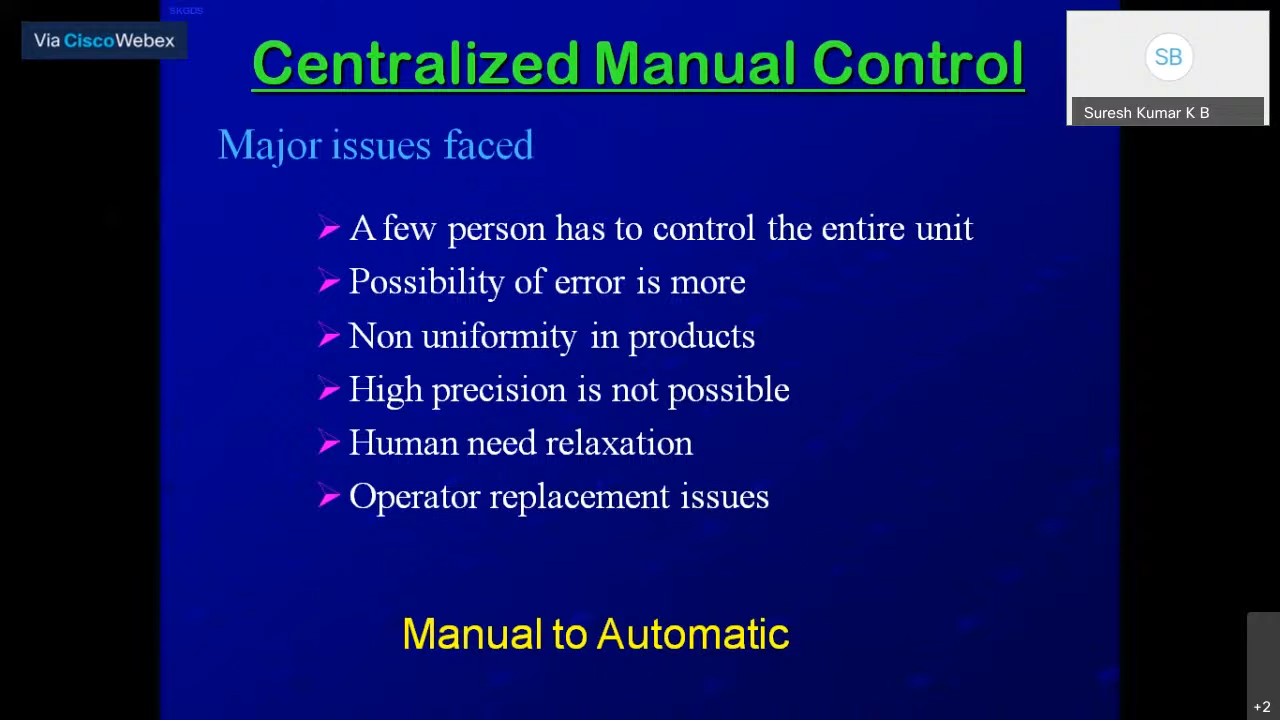 SKGDS
Via CiscoWebex
Centralized Manual Control
SB
Suresh Kumar K B
Major issues faced
A few person has to control the entire unit
Possibility of error is more
Non uniformity in products
High precision is not possible
Human need relaxation
Operator replacement issues
Manual to Automatic
+2